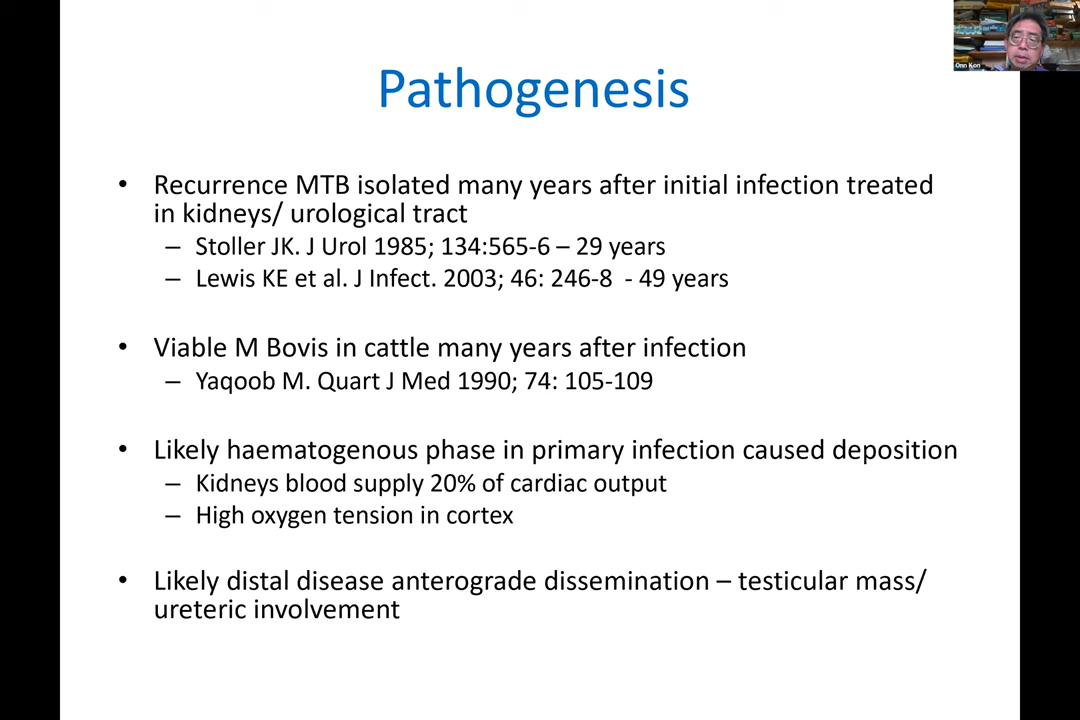 Onn Kon
Pathogenesis
• Recurrence MTB isolated many years after initial infection treated
in kidneys/ urological tract
– Stoller JK. J Urol 1985; 134:565-6 – 29 years
– Lewis KE et al. J Infect. 2003; 46: 246-8 - 49 years
• Viable M Bovis in cattle many years after infection
– Yaqoob M. Quart J Med 1990; 74: 105-109
• Likely haematogenous phase in primary infection caused deposition
– Kidneys blood supply 20% of cardiac output
– High oxygen tension in cortex
• Likely distal disease anterograde dissemination – testicular mass/
ureteric involvement